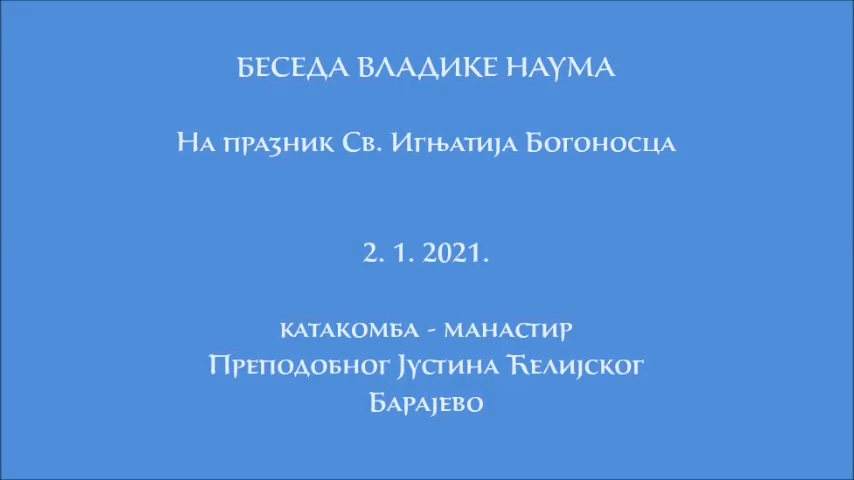 БЕСЕДА ВЛАДИКЕ НАУМА
На празник Св. Игњатија Богоносца
2. 1. 2021.
катакомба - манастир
Преподобног Јустина Ћелијског
Барајево